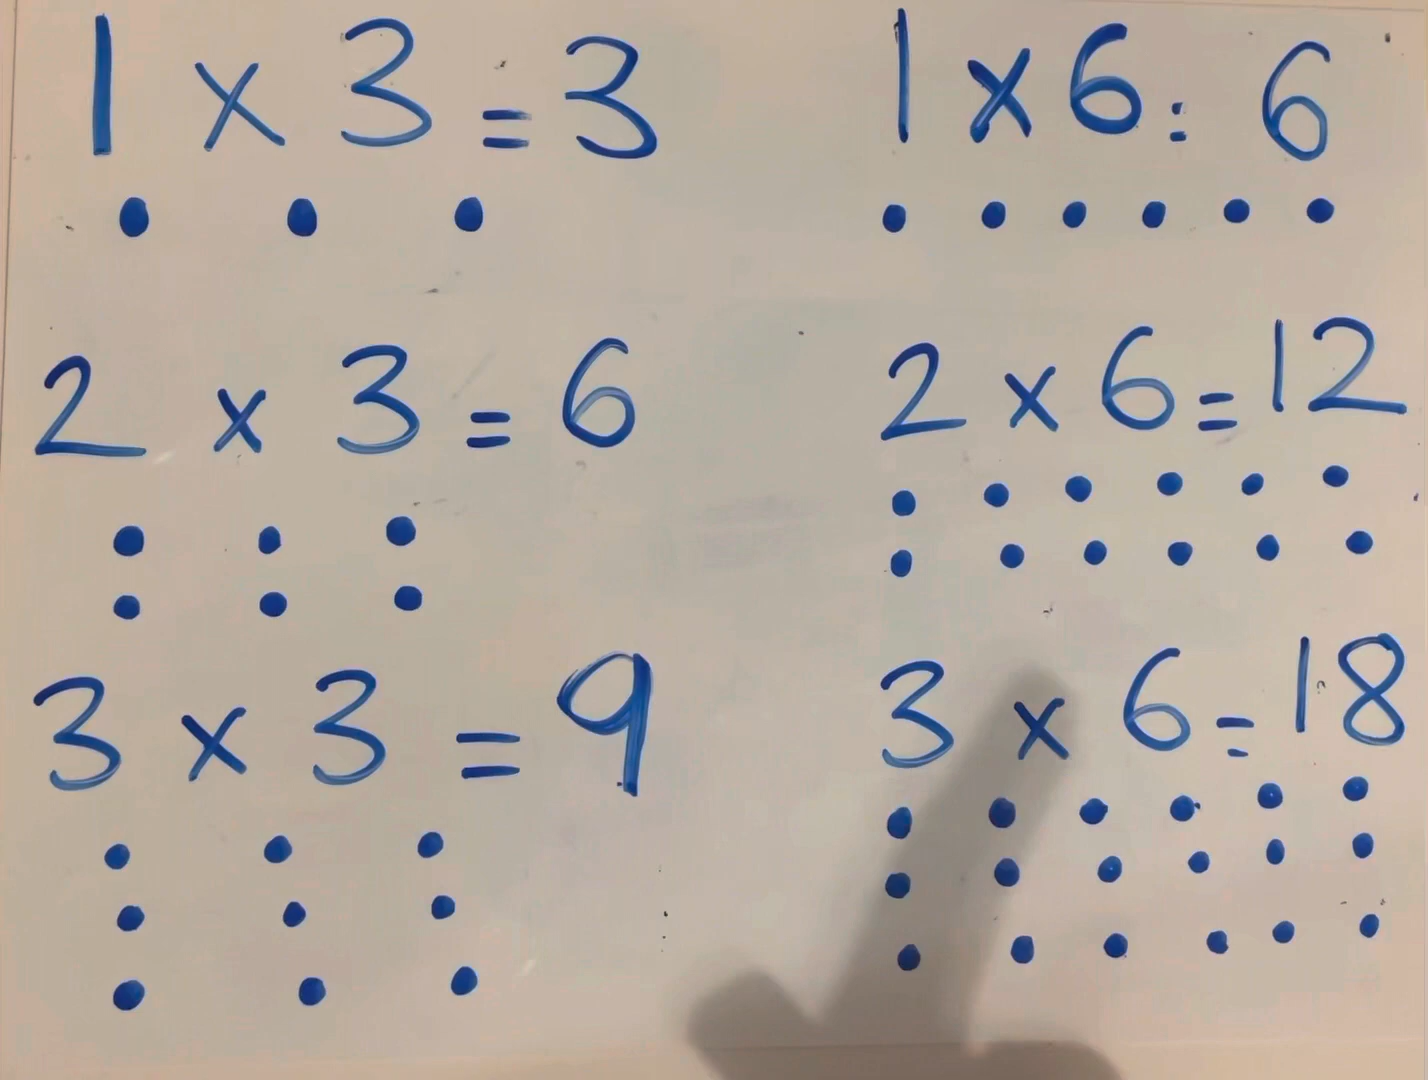 1 x 3 = 3
1 x 6 = 6
2 x 3 = 6
2 x 6 = 12
3 x 3 = 9
3 x 6 = 18